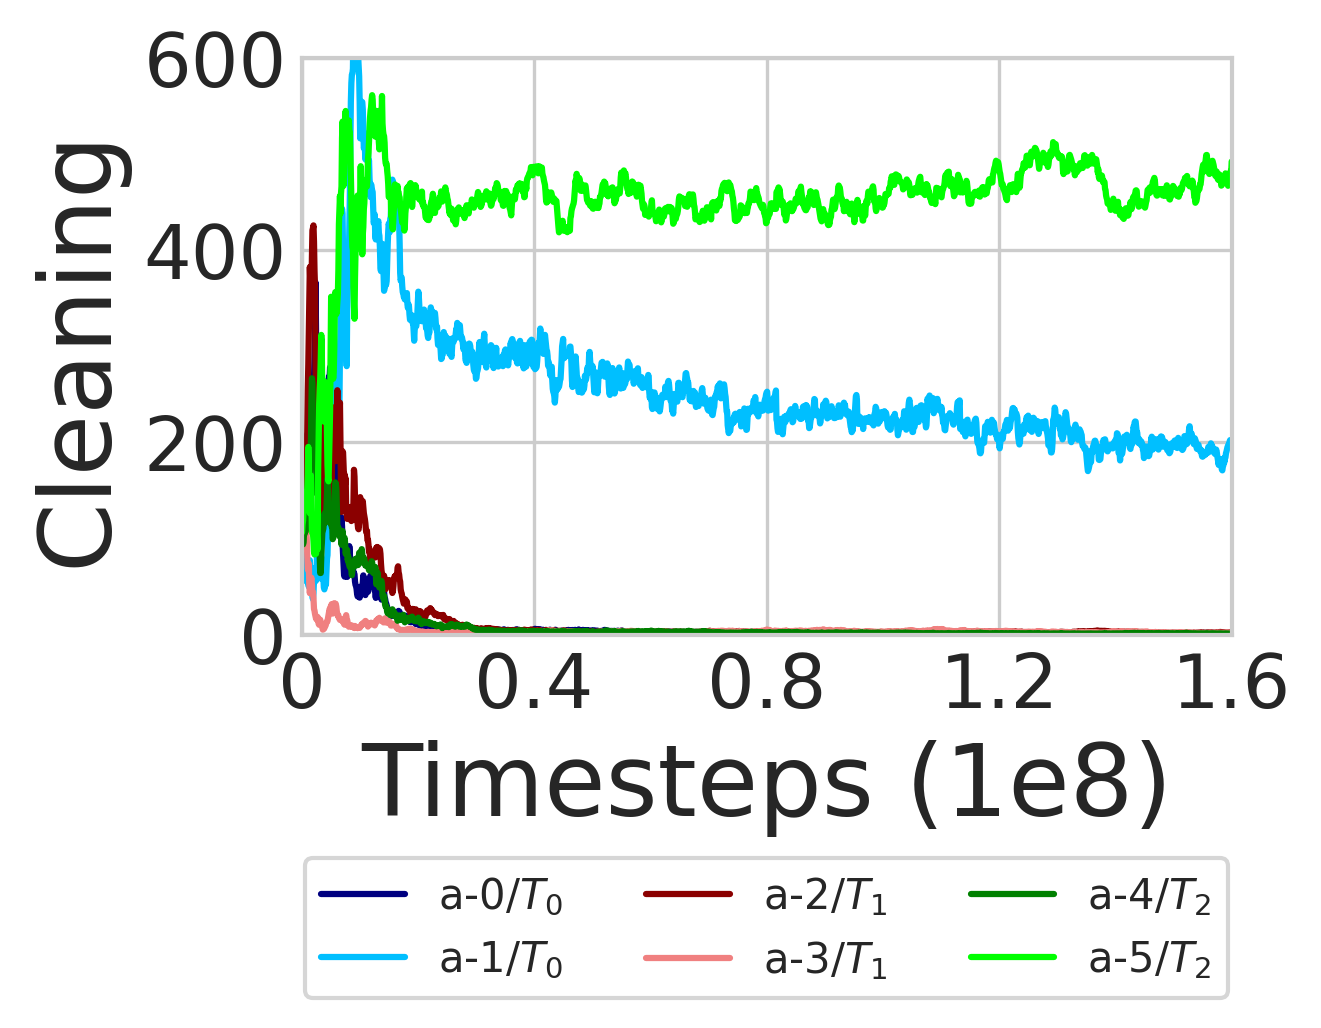 Cleaning
600
400
200
0
0 0.4 0.8 1.2 1.6
Timesteps (1e8)
a-0/T₀ a-2/T₁ a-4/T₂
a-1/T₀ a-3/T₁ a-5/T₂